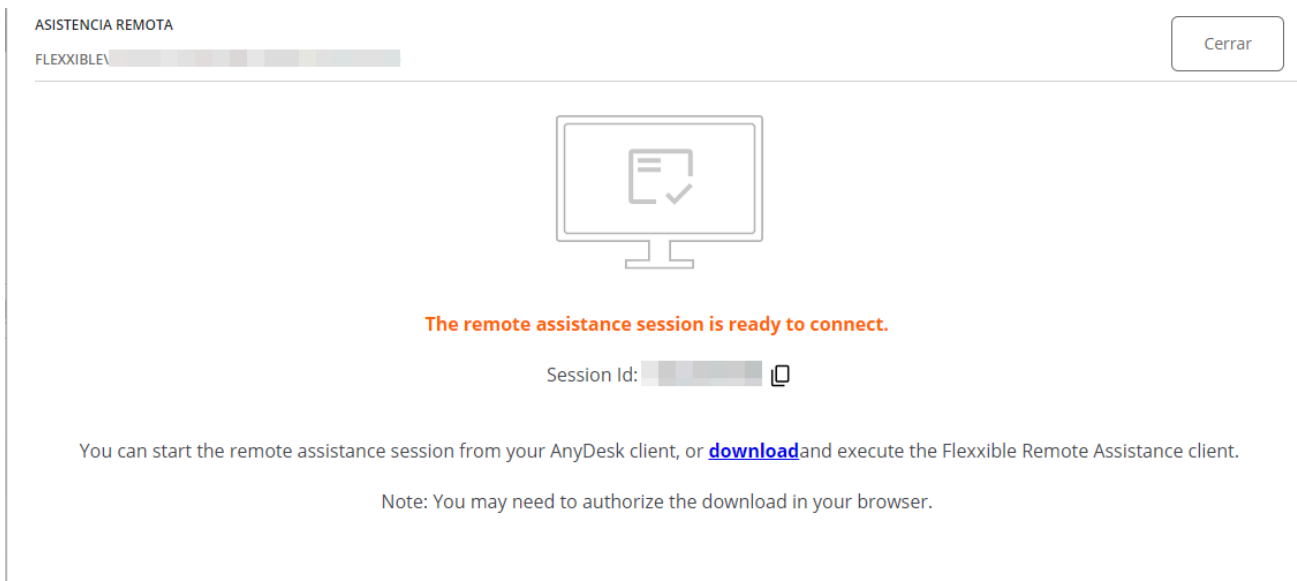 ASISTENCIA REMOTA
Cerrar
FLEXXIBLE\
The remote assistance session is ready to connect.
Session Id:
You can start the remote assistance session from your AnyDesk client, or downloadand execute the Flexxible Remote Assistance client.
Note: You may need to authorize the download in your browser.